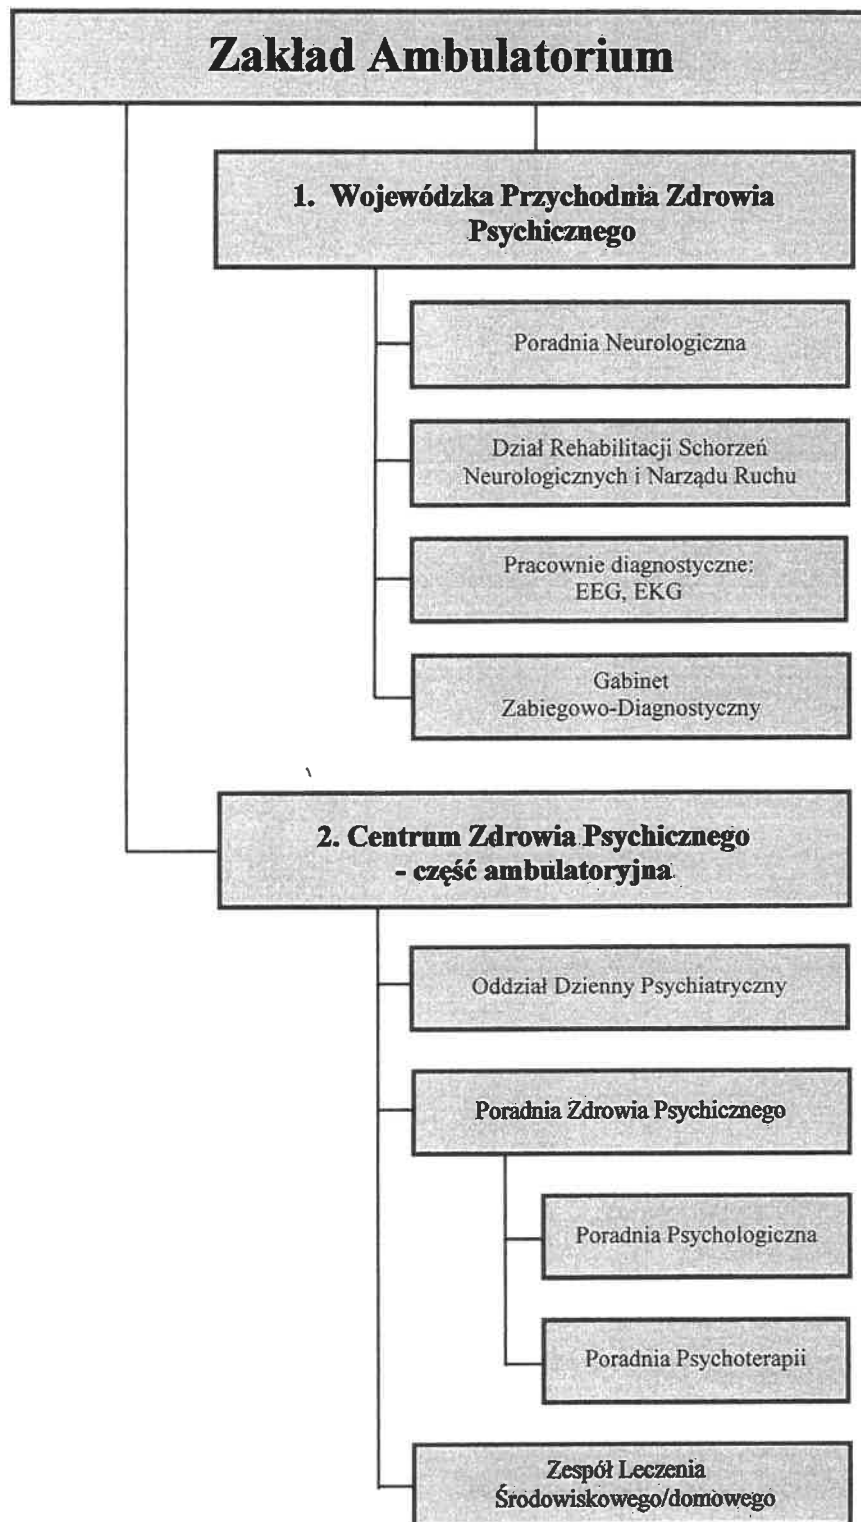 Zakład Ambulatorium
1. Wojewódzka Przychodnia Zdrowia
Psychicznego
Poradnia Neurologiczna
Dział Rehabilitacji Schorzeń
Neurologicznych i Narządu Ruchu
Pracownie diagnostyczne:
EEG, EKG
Gabinet
Zabiegowo-Diagnostyczny
2. Centrum Zdrowia Psychicznego
- część ambulatoryjna
Oddział Dzienny Psychiatryczny
Poradnia Zdrowia Psychicznego
Poradnia Psychologiczna
Poradnia Psychoterapii
Zespół Leczenia
Środowiskowego/domowego